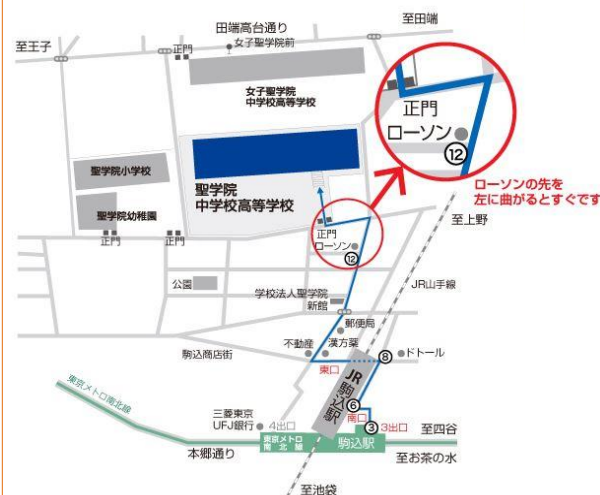 至田端
田端高台通り
至王子
女子聖学院前
正門
女子聖学院
中学校高等学校
正門
ローソン
⑫
聖学院小学校
聖学院
中学校高等学校
ローソンの先を
左に曲がるとすぐです
聖学院幼稚園
至上野
正門
正門
正門
ローソン
⑫
公園
JR山手線
学校法人聖学院
新館
郵便局
不動産
漢方薬
駒込商店街
⑧
ドトール
東口
JR駒込駅
東京メトロ南北線
⑥
南口
三菱東京
UFJ銀行
4出口
③
3出口
至四谷
東京メトロ
南北線
駒込駅
本郷通り
至お茶の水
至池袋